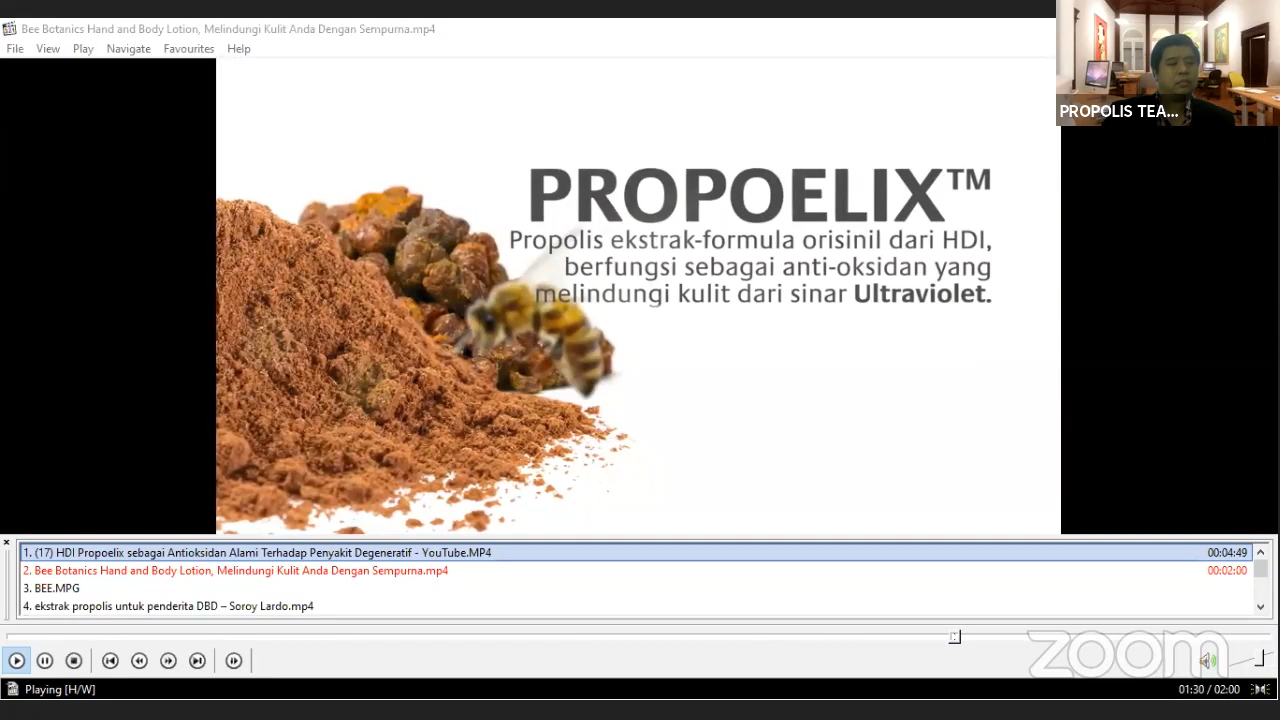 Bee Botanics Hand and Body Lotion, Melindungi Kulit Anda Dengan Sempurna.mp4
File View Play Navigate Favourites Help
PROPOLIS TEA...
PROPOELIX™
Propolis ekstrak-formula orisinil dari HDI,
berfungsi sebagai anti-oksidan yang
melindungi kulit dari sinar Ultraviolet.
1. (17) HDI Propoelix sebagai Antioksidan Alami Terhadap Penyakit Degeneratif - YouTube.MP4 00:04:49
2. Bee Botanics Hand and Body Lotion, Melindungi Kulit Anda Dengan Sempurna.mp4 00:02:00
3. BEE.MPG
4. ekstrak propolis untuk penderita DBD – Soroy Lardo.mp4
zoom
Playing [H/W] 01:30 / 02:00